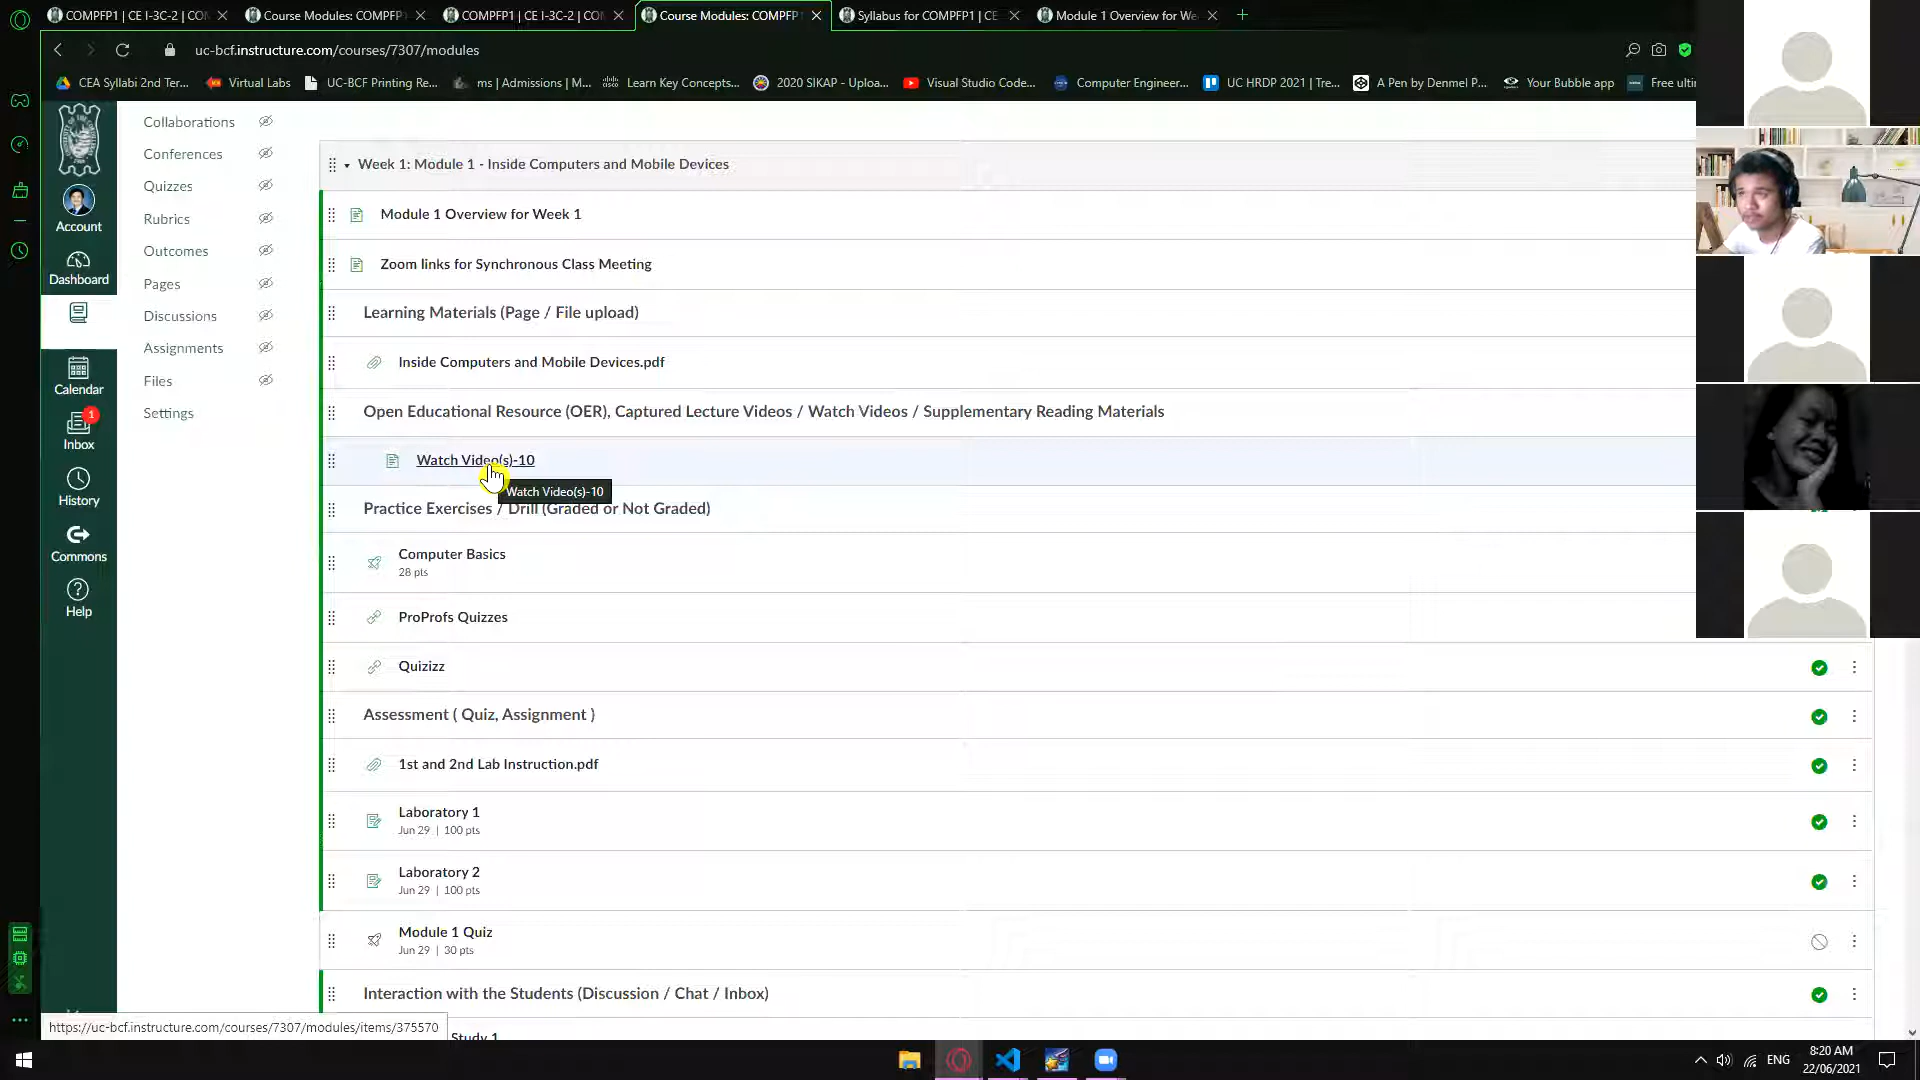 COMPFP1 | CE I-3C-2 | COM
Course Modules: COMPFP1
COMPFP1 | CE I-3C-2 | COM
Course Modules: COMPFP1
Syllabus for COMPFP1 | CE
Module 1 Overview for We
uc-bcf.instructure.com/courses/7307/modules
CEA Syllabi 2nd Ter...
Virtual Labs
UC-BCF Printing Re...
ms | Admissions | M...
Learn Key Concepts...
2020 SIKAP - Uploa...
Visual Studio Code...
Computer Engineer...
UC HRDP 2021 | Tre...
A Pen by Denmel P...
Your Bubble app
Free ulti
Account
Dashboard
Calendar
1
Inbox
History
Commons
Help
Collaborations
Conferences
Quizzes
Rubrics
Outcomes
Pages
Discussions
Assignments
Files
Settings
Week 1: Module 1 - Inside Computers and Mobile Devices
Module 1 Overview for Week 1
Zoom links for Synchronous Class Meeting
Learning Materials (Page / File upload)
Inside Computers and Mobile Devices.pdf
Open Educational Resource (OER), Captured Lecture Videos / Watch Videos / Supplementary Reading Materials
Watch Video(s)-10
Watch Video(s)-10
Practice Exercises / Drill (Graded or Not Graded)
Computer Basics
28 pts
ProProfs Quizzes
Quizizz
Assessment ( Quiz, Assignment )
1st and 2nd Lab Instruction.pdf
Laboratory 1
Jun 29 | 100 pts
Laboratory 2
Jun 29 | 100 pts
Module 1 Quiz
Jun 29 | 30 pts
Interaction with the Students (Discussion / Chat / Inbox)
Study 1
https://uc-bcf.instructure.com/courses/7307/modules/items/375570
ENG
8:20 AM
22/06/2021